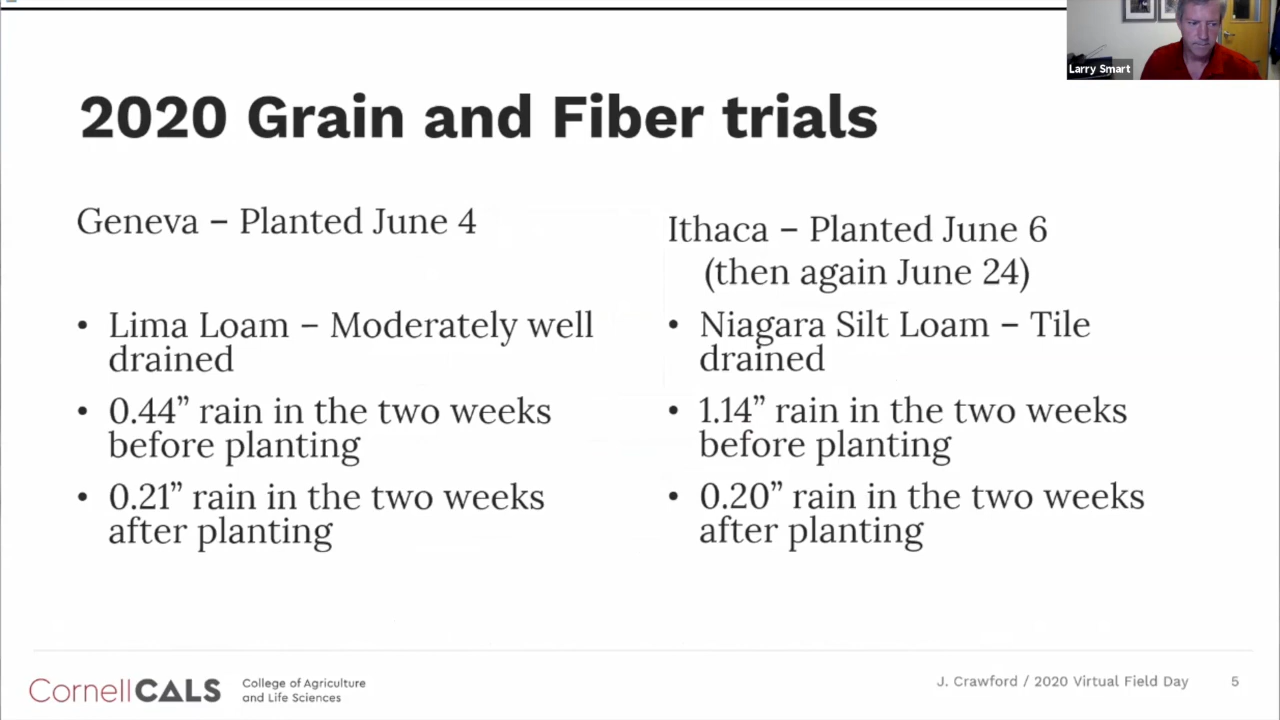 Larry Smart
2020 Grain and Fiber trials
Geneva – Planted June 4
• Lima Loam – Moderately well
drained
• 0.44” rain in the two weeks
before planting
• 0.21” rain in the two weeks
after planting
Ithaca – Planted June 6
(then again June 24)
• Niagara Silt Loam – Tile
drained
• 1.14” rain in the two weeks
before planting
• 0.20” rain in the two weeks
after planting
CornellCALS
College of Agriculture
and Life Sciences
J. Crawford / 2020 Virtual Field Day
5